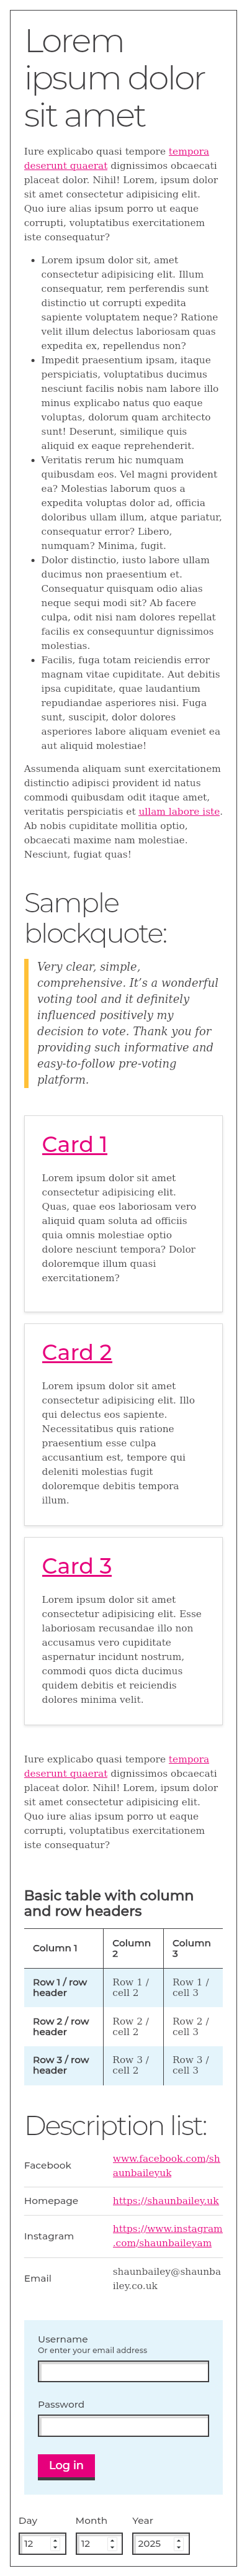 Lorem
ipsum dolor
sit amet
Iure explicabo quasi tempore tempora
deserunt quaerat dignissimos obcaecati
placeat dolor. Nihil! Lorem, ipsum dolor
sit amet consectetur adipisicing elit.
Quo iure alias ipsum porro ut eaque
corrupti, voluptatibus exercitationem
iste consequatur?
Lorem ipsum dolor sit, amet
consectetur adipisicing elit. Illum
consequatur, rem perferendis sunt
distinctio ut corrupti expedita
sapiente voluptatem neque? Ratione
velit illum delectus laboriosam quas
expedita ex, repellendus non?
Impedit praesentium ipsam, itaque
perspiciatis, voluptatibus ducimus
nesciunt facilis nobis nam labore illo
minus explicabo natus quo eaque
voluptas, dolorum quam architecto
sunt! Deserunt, similique quis
aliquid ex eaque reprehenderit.
Veritatis rerum hic numquam
quibusdam eos. Vel magni provident
ea? Molestias laborum quos a
expedita voluptas dolor ad, officia
doloribus ullam illum, atque pariatur,
consequatur error? Libero,
numquam? Minima, fugit.
Dolor distinctio, iusto labore ullam
ducimus non praesentium et.
Consequatur quisquam odio alias
neque sequi modi sit? Ab facere
culpa, odit nisi nam dolores repellat
facilis ex consequuntur dignissimos
molestias.
Facilis, fuga totam reiciendis error
magnam vitae cupiditate. Aut debitis
ipsa cupiditate, quae laudantium
repudiandae asperiores nisi. Fuga
sunt, suscipit, dolor dolores
asperiores labore aliquam eveniet ea
aut aliquid molestiae!
Assumenda aliquam sunt exercitationem
distinctio adipisci provident id natus
commodi quibusdam odit itaque amet,
veritatis perspiciatis et ullam labore iste.
Ab nobis cupiditate mollitia optio,
obcaecati maxime nam molestiae.
Nesciunt, fugiat quas!
Sample
blockquote:
Very clear, simple,
comprehensive. It’s a wonderful
voting tool and it definitely
influenced positively my
decision to vote. Thank you for
providing such informative and
easy-to-follow pre-voting
platform.
Card 1
Lorem ipsum dolor sit amet
consectetur adipisicing elit.
Quas, quae eos laboriosam vero
aliquid quam soluta ad officiis
quia omnis molestiae optio
dolore nesciunt tempora? Dolor
doloremque illum quasi
exercitationem?
Card 2
Lorem ipsum dolor sit amet
consectetur adipisicing elit. Illo
qui delectus eos sapiente.
Necessitatibus quis ratione
praesentium esse culpa
accusantium est, tempore qui
deleniti molestias fugit
doloremque debitis tempora
illum.
Card 3
Lorem ipsum dolor sit amet
consectetur adipisicing elit. Esse
laboriosam recusandae illo non
accusamus vero cupiditate
aspernatur incidunt nostrum,
commodi quos dicta ducimus
quidem debitis et reiciendis
dolores minima velit.
Iure explicabo quasi tempore tempora
deserunt quaerat dignissimos obcaecati
placeat dolor. Nihil! Lorem, ipsum dolor
sit amet consectetur adipisicing elit.
Quo iure alias ipsum porro ut eaque
corrupti, voluptatibus exercitationem
iste consequatur?
Basic table with column
and row headers
Column 1 Column 2 Column 3
Row 1 / row header Row 1 / cell 2 Row 1 / cell 3
Row 2 / row header Row 2 / cell 2 Row 2 / cell 3
Row 3 / row header Row 3 / cell 2 Row 3 / cell 3
Description list:
Facebook www.facebook.com/sh
aunbaileyuk
Homepage https://shaunbailey.uk
Instagram https://www.instagram
.com/shaunbaileyam
Email shaunbailey@shaunba
iley.co.uk
Username
Or enter your email address
Password
Log in
Day Month Year
12 12 2025